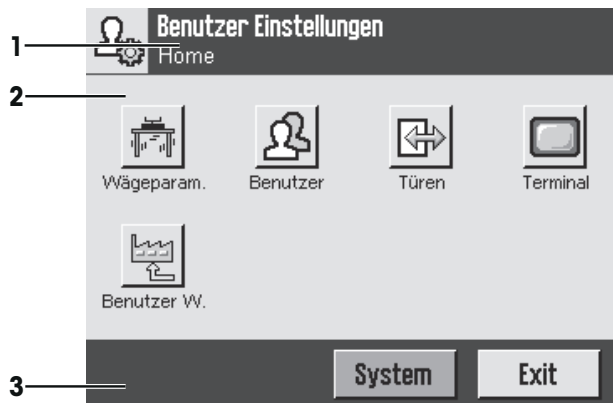 Benutzer Einstellungen
1
Home
2
Wägeparam.
Benutzer
Türen
Terminal
Benutzer W.
3
System
Exit